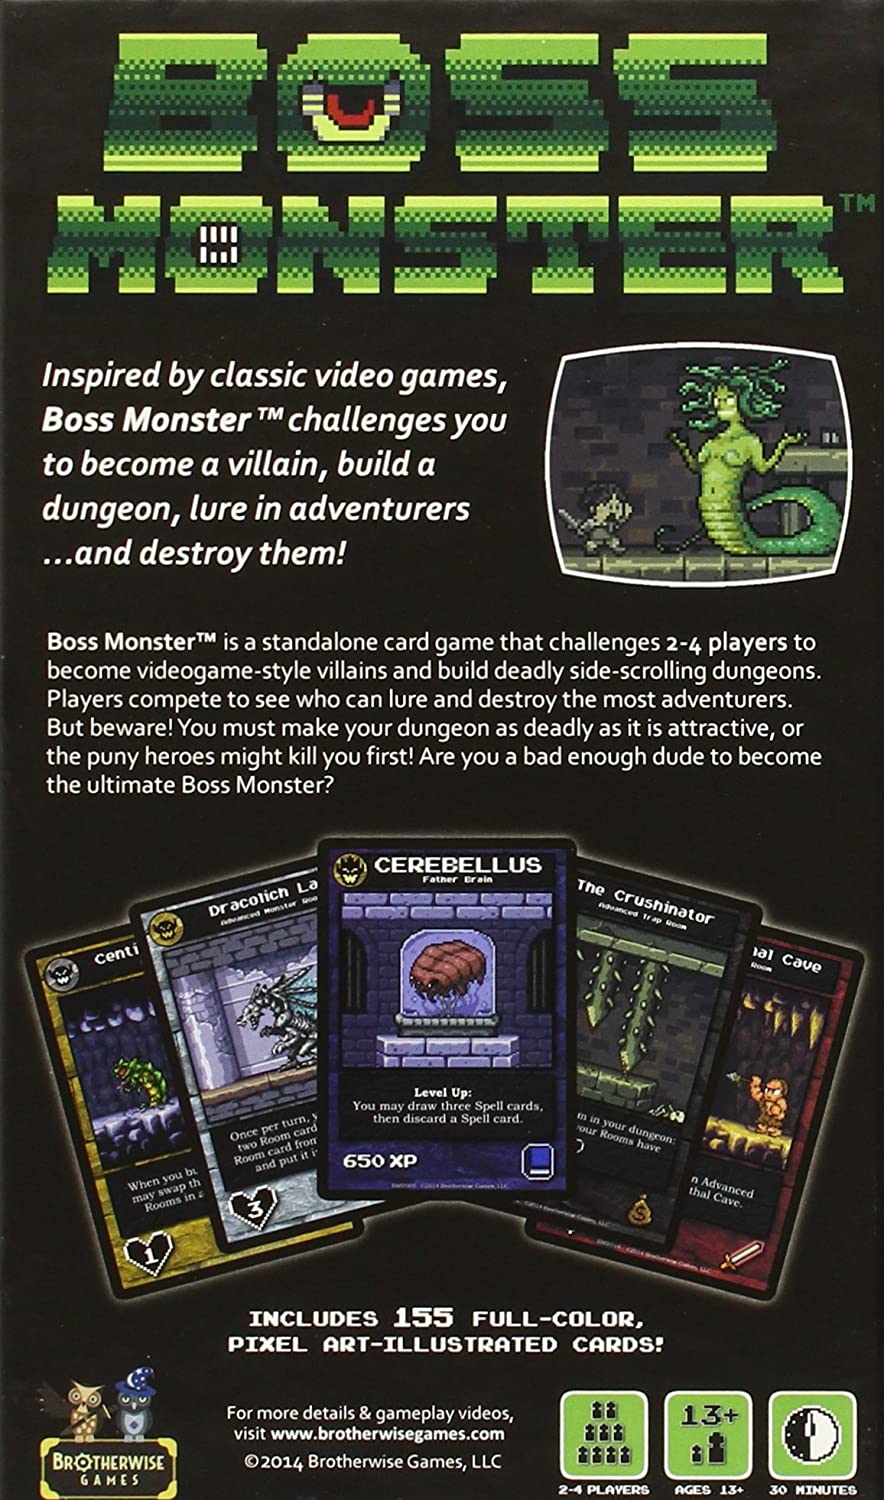 BOSS
MONSTER™
Inspired by classic video games,
Boss Monster™ challenges you
to become a villain, build a
dungeon, lure in adventurers
...and destroy them!
Boss Monster™ is a standalone card game that challenges 2-4 players to
become videogame-style villains and build deadly side-scrolling dungeons.
Players compete to see who can lure and destroy the most adventurers.
But beware! You must make your dungeon as deadly as it is attractive, or
the puny heroes might kill you first! Are you a bad enough dude to become
the ultimate Boss Monster?
Centi
When you bu
may swap th
Rooms in a
1
Dracolich La
Advanced Monster Roo
Once per turn, y
two Room card
Room card from
and put it i
3
CEREBELLUS
Father Brain
Level Up:
You may draw three Spell cards,
then discard a Spell card.
650 XP
©2014 Brotherwise Games, LLC
The Crushinator
Advanced Trap Room
m in your dungeon:
our Rooms have
$
nal Cave
Room
n Advanced
thal Cave.
©2014 Brotherwise Games, LLC
INCLUDES 155 FULL-COLOR,
PIXEL ART-ILLUSTRATED CARDS!
BROTHERWISE
GAMES
For more details & gameplay videos,
visit www.brotherwisegames.com
©2014 Brotherwise Games, LLC
2-4 PLAYERS
13+
AGES 13+
30 MINUTES